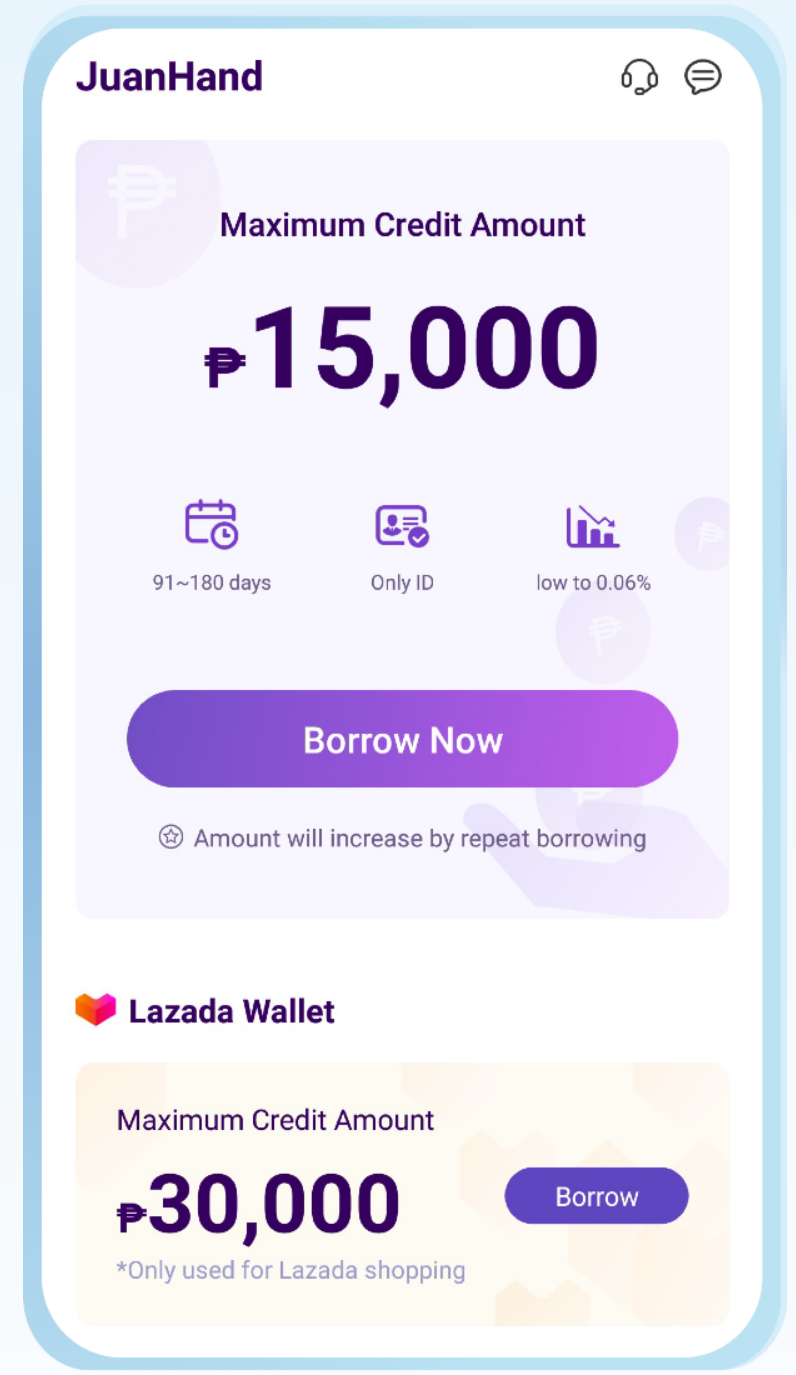 JuanHand
Maximum Credit Amount
₱15,000
91~180 days
Only ID
low to 0.06%
Borrow Now
Amount will increase by repeat borrowing
Lazada Wallet
Maximum Credit Amount
₱30,000
Borrow
*Only used for Lazada shopping